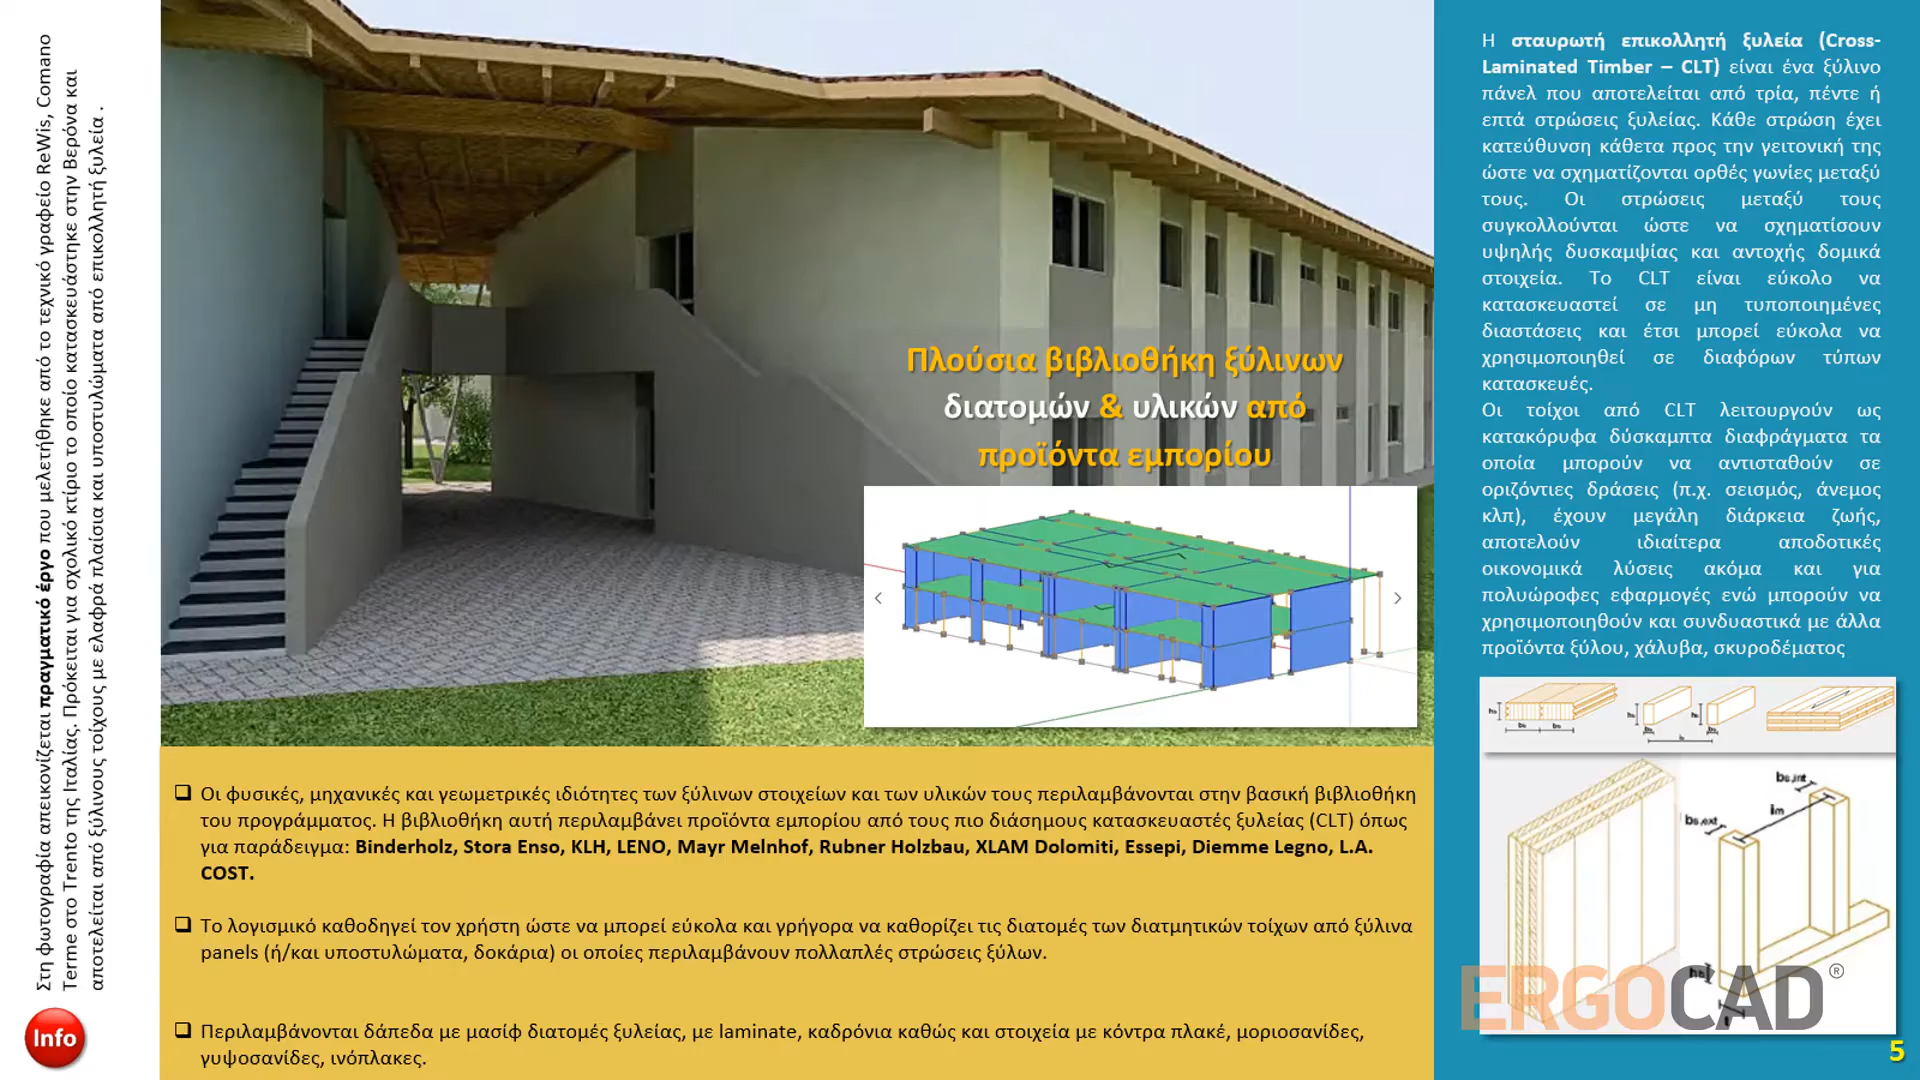 Στη φωτογραφία απεικονίζεται πραγματικό έργο που μελετήθηκε από το τεχνικό γραφείο ReWis, Comano
Terme στο Trento της Ιταλίας. Πρόκειται για σχολικό κτίριο το οποίο κατασκευάστηκε στην Βερόνα και
αποτελείται από ξύλινους τοίχους με ελαφρά πλαίσια και υποστυλώματα από επικολλητή ξυλεία .
Info
Πλούσια βιβλιοθήκη ξύλινων
διατομών & υλικών από
προϊόντα εμπορίου
❑ Οι φυσικές, μηχανικές και γεωμετρικές ιδιότητες των ξύλινων στοιχείων και των υλικών τους περιλαμβάνονται στην βασική βιβλιοθήκη
του προγράμματος. Η βιβλιοθήκη αυτή περιλαμβάνει προϊόντα εμπορίου από τους πιο διάσημους κατασκευαστές ξυλείας (CLT) όπως
για παράδειγμα: Binderholz, Stora Enso, KLH, LENO, Mayr Melnhof, Rubner Holzbau, XLAM Dolomiti, Essepi, Diemme Legno, L.A.
COST.
❑ Το λογισμικό καθοδηγεί τον χρήστη ώστε να μπορεί εύκολα και γρήγορα να καθορίζει τις διατομές των διατμητικών τοίχων από ξύλινα
panels (ή/και υποστυλώματα, δοκάρια) οι οποίες περιλαμβάνουν πολλαπλές στρώσεις ξύλων.
❑ Περιλαμβάνονται δάπεδα με μασίφ διατομές ξυλείας, με laminate, καδρόνια καθώς και στοιχεία με κόντρα πλακέ, μοριοσανίδες,
γυψοσανίδες, ινόπλακες.
Η σταυρωτή επικολλητή ξυλεία (Cross-
Laminated Timber – CLT) είναι ένα ξύλινο
πάνελ που αποτελείται από τρία, πέντε ή
επτά στρώσεις ξυλείας. Κάθε στρώση έχει
κατεύθυνση κάθετα προς την γειτονική της
ώστε να σχηματίζονται ορθές γωνίες μεταξύ
τους. Οι στρώσεις μεταξύ τους
συγκολλούνται ώστε να σχηματίσουν
υψηλής δυσκαμψίας και αντοχής δομικά
στοιχεία. Το CLT είναι εύκολο να
κατασκευαστεί σε μη τυποποιημένες
διαστάσεις και έτσι μπορεί εύκολα να
χρησιμοποιηθεί σε διαφόρων τύπων
κατασκευές.
Οι τοίχοι από CLT λειτουργούν ως
κατακόρυφα δύσκαμπτα διαφράγματα τα
οποία μπορούν να αντισταθούν σε
οριζόντιες δράσεις (π.χ. σεισμός, άνεμος
κλπ), έχουν μεγάλη διάρκεια ζωής,
αποτελούν ιδιαίτερα αποδοτικές
οικονομικά λύσεις ακόμα και για
πολυώροφες εφαρμογές ενώ μπορούν να
χρησιμοποιηθούν και συνδυαστικά με άλλα
προϊόντα ξύλου, χάλυβα, σκυροδέματος
bs,int
lm
bs,ext
ERGOCAD®
5